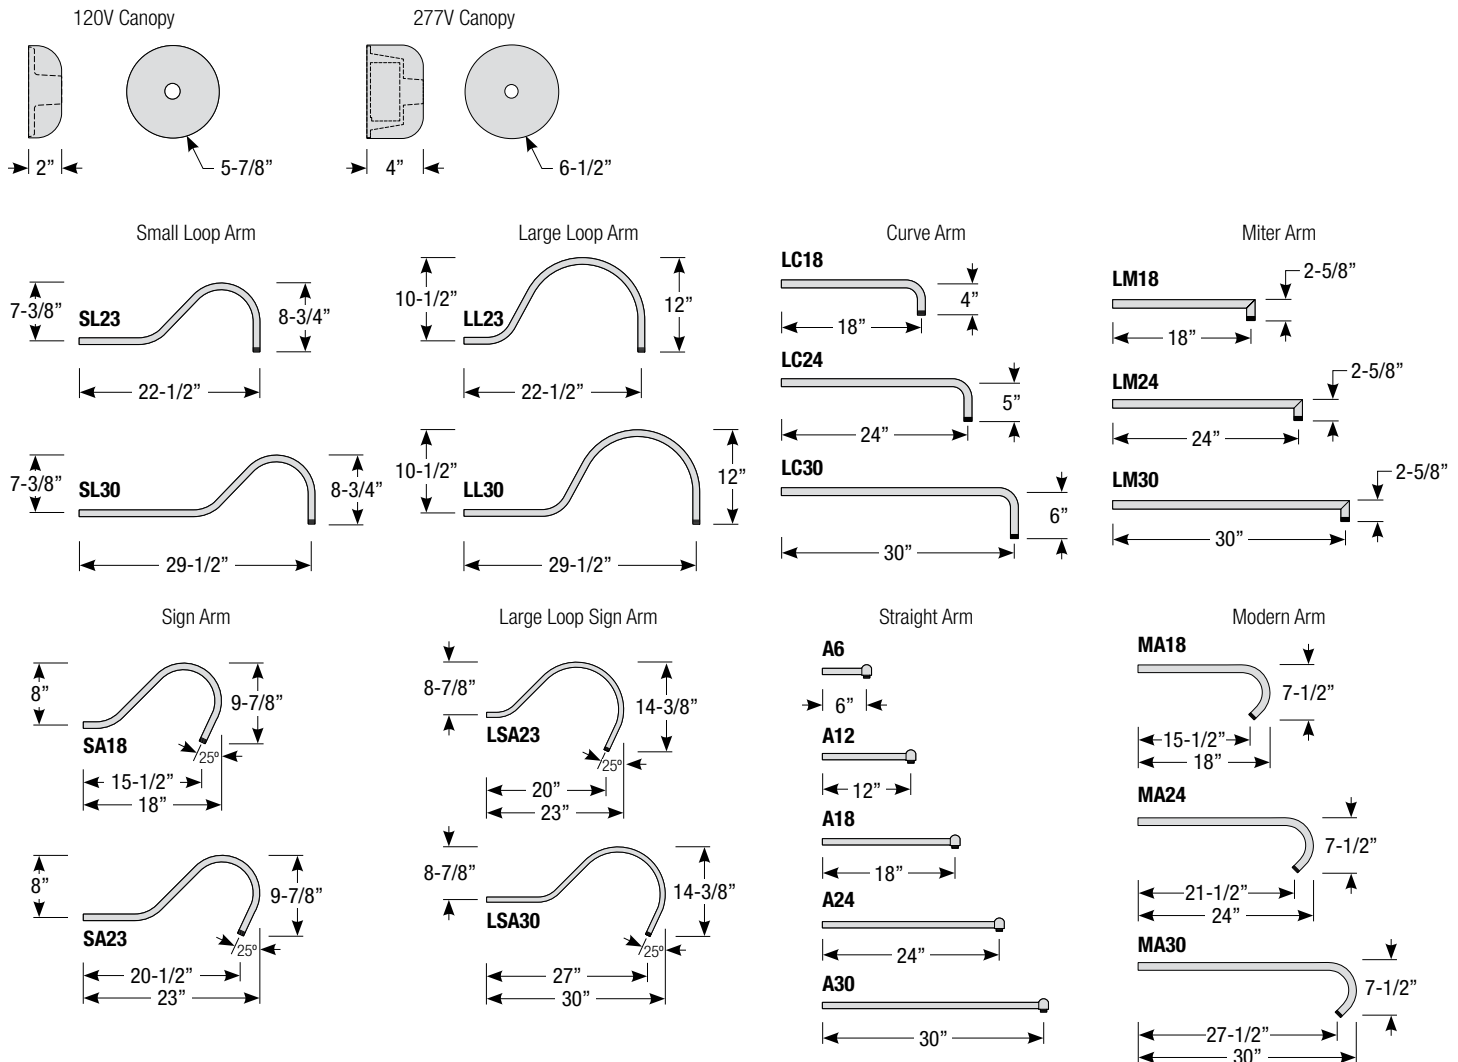 120V Canopy
277V Canopy
2”
5-7/8”
4”
6-1/2”
Small Loop Arm
7-3/8”
SL23
8-3/4”
22-1/2”
7-3/8”
SL30
8-3/4”
29-1/2”
Large Loop Arm
10-1/2”
LL23
12”
22-1/2”
10-1/2”
LL30
12”
29-1/2”
Curve Arm
LC18
4”
18”
LC24
5”
24”
LC30
6”
30”
Miter Arm
LM18
2-5/8”
18”
LM24
2-5/8”
24”
LM30
2-5/8”
30”
Sign Arm
8”
9-7/8”
SA18
25º
15-1/2”
18”
8”
9-7/8”
SA23
25º
20-1/2”
23”
Large Loop Sign Arm
8-7/8”
14-3/8”
LSA23
25º
20”
23”
8-7/8”
14-3/8”
LSA30
25º
27”
30”
Straight Arm
A6
6”
A12
12”
A18
18”
A24
24”
A30
30”
Modern Arm
MA18
7-1/2”
15-1/2”
18”
MA24
7-1/2”
21-1/2”
24”
MA30
7-1/2”
27-1/2”
30”